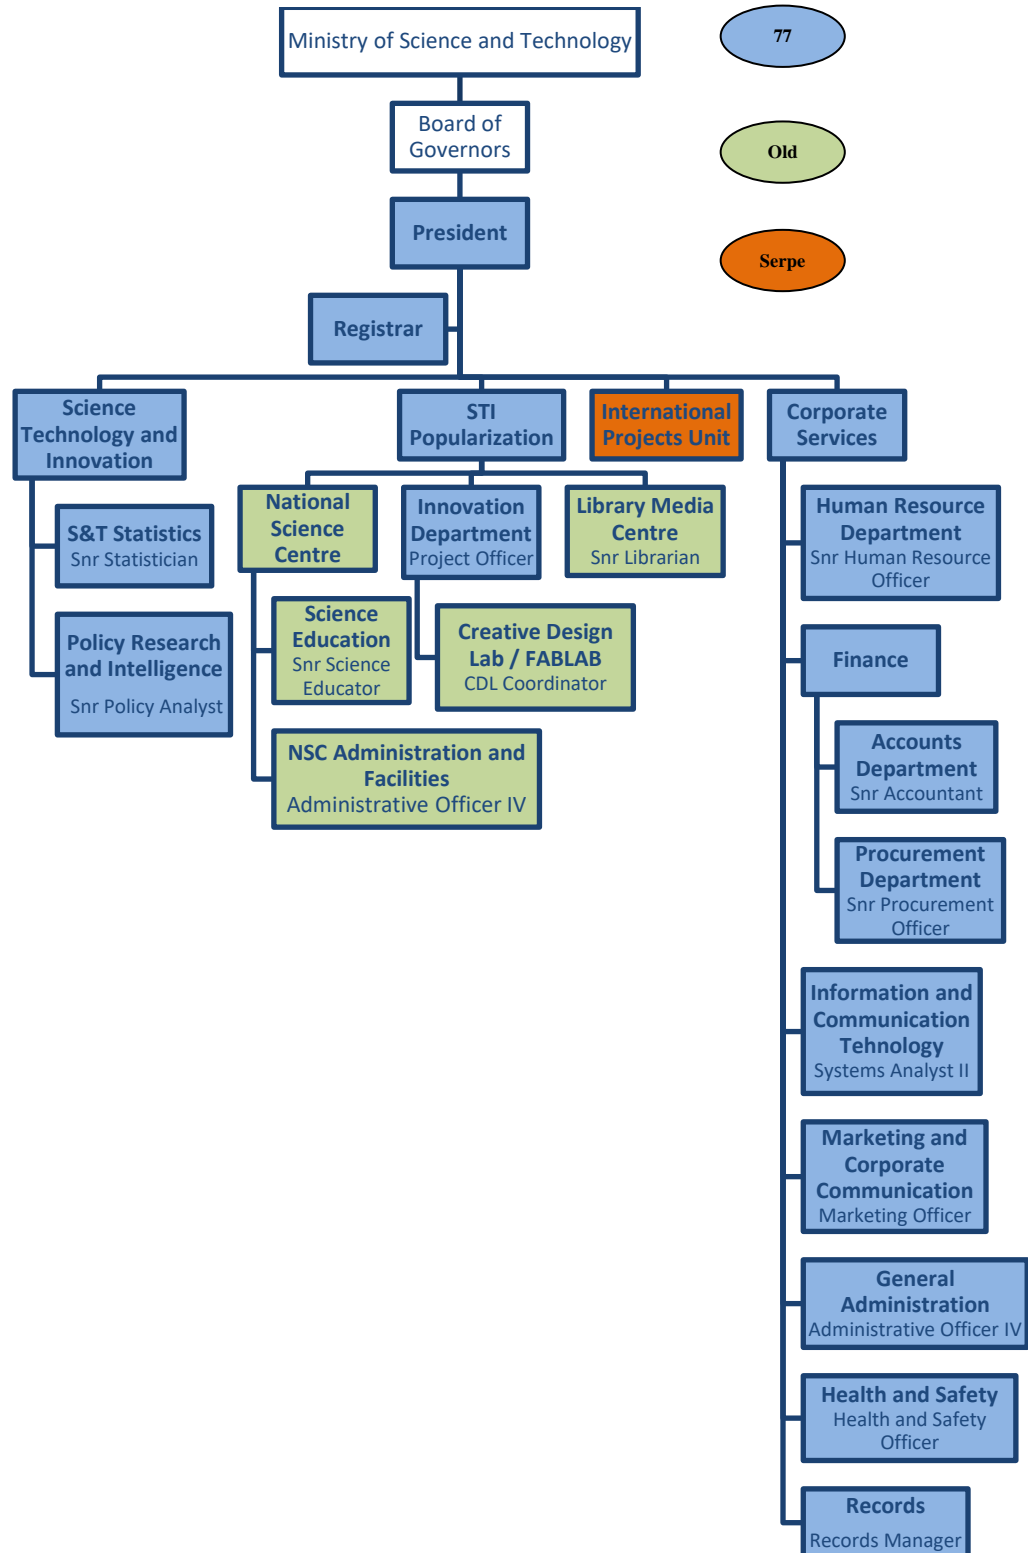 Ministry of Science and Technology
77
Board of
Governors
Old
President
Serpe
Registrar
Science
Technology and
Innovation
STI
Popularization
International
Projects Unit
Corporate
Services
S&T Statistics
Snr Statistician
Policy Research
and Intelligence
Snr Policy Analyst
National
Science
Centre
Innovation
Department
Project Officer
Library Media
Centre
Snr Librarian
Science
Education
Snr Science
Educator
Creative Design
Lab / FABLAB
CDL Coordinator
NSC Administration and
Facilities
Administrative Officer IV
Human Resource
Department
Snr Human Resource
Officer
Finance
Accounts
Department
Snr Accountant
Procurement
Department
Snr Procurement
Officer
Information and
Communication
Tehnology
Systems Analyst II
Marketing and
Corporate
Communication
Marketing Officer
General
Administration
Administrative Officer IV
Health and Safety
Health and Safety
Officer
Records
Records Manager